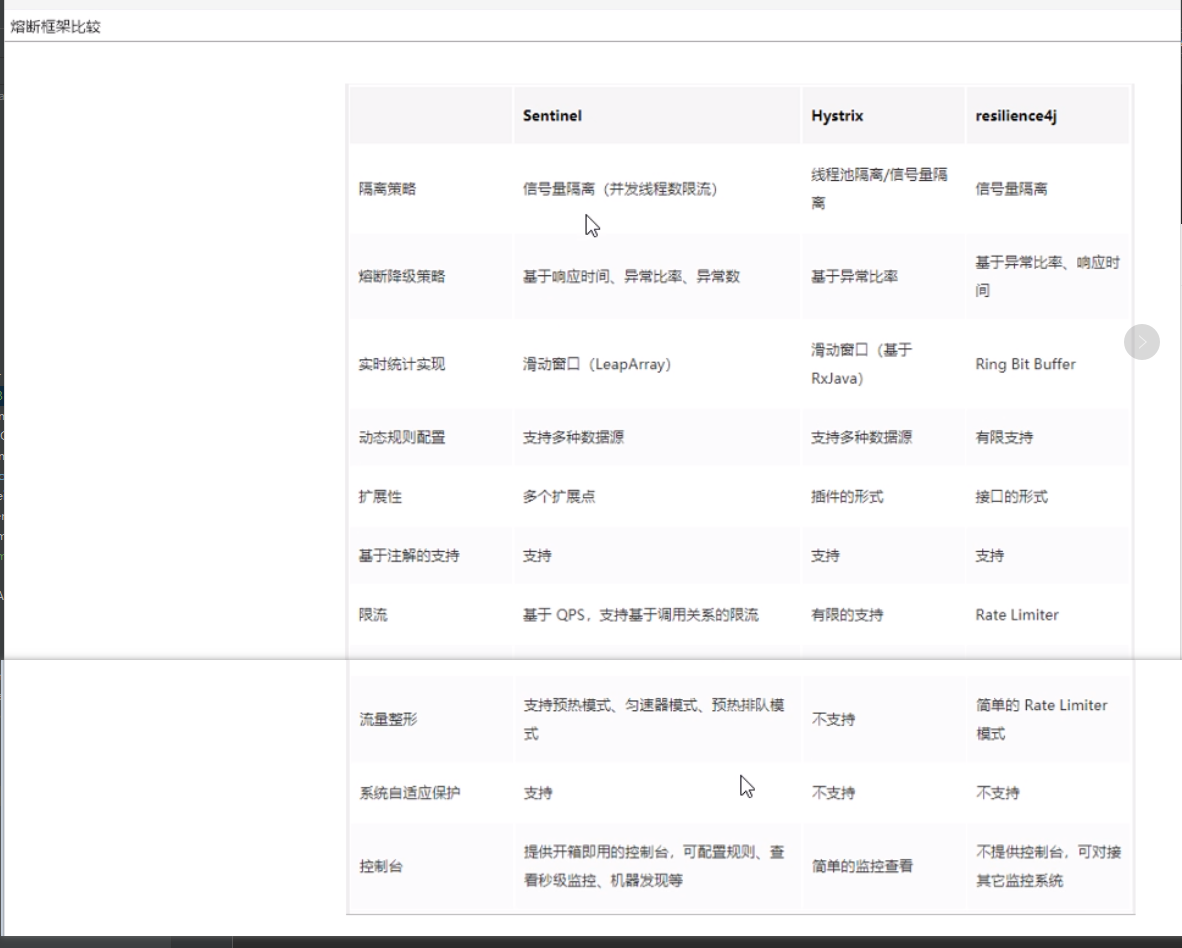 熔断框架比较
Sentinel Hystrix resilience4j
隔离策略 信号量隔离（并发线程数限流） 线程池隔离/信号量隔
离 信号量隔离
熔断降级策略 基于响应时间、异常比率、异常数 基于异常比率 基于异常比率、响应时
间
实时统计实现 滑动窗口（LeapArray） 滑动窗口（基于
RxJava） Ring Bit Buffer
动态规则配置 支持多种数据源 支持多种数据源 有限支持
扩展性 多个扩展点 插件的形式 接口的形式
基于注解的支持 支持 支持 支持
限流 基于 QPS，支持基于调用关系的限流 有限的支持 Rate Limiter
流量整形 支持预热模式、匀速器模式、预热排队模
式 不支持 简单的 Rate Limiter
模式
系统自适应保护 支持 不支持 不支持
控制台 提供开箱即用的控制台，可配置规则、查
看秒级监控、机器发现等 简单的监控查看 不提供控制台，可对接
其它监控系统